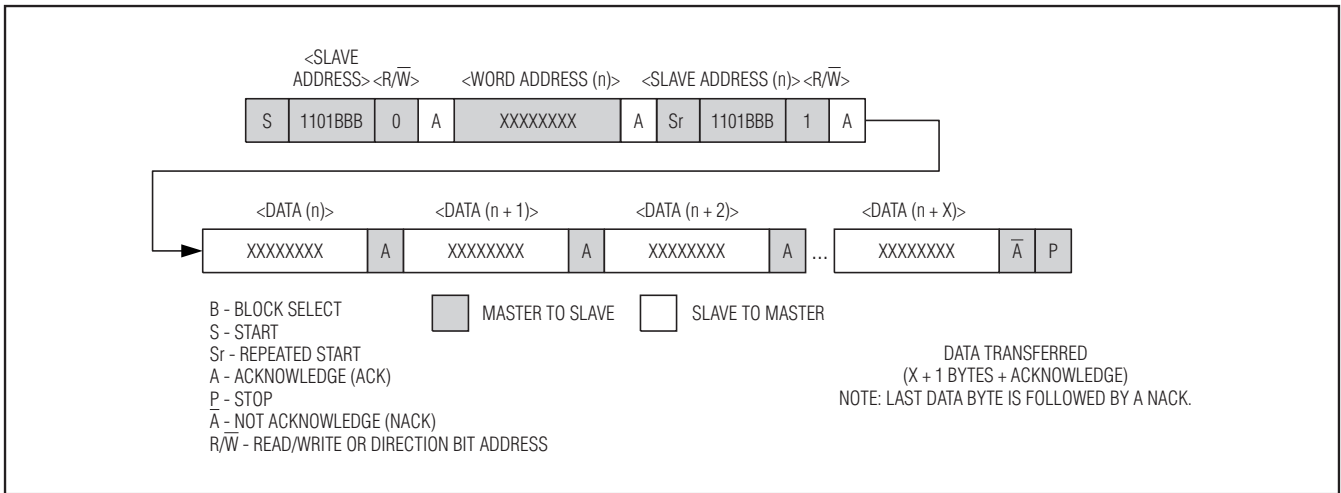 <SLAVE
ADDRESS> <R/W̅> <WORD ADDRESS (n)> <SLAVE ADDRESS (n)> <R/W̅>
S 1101BBB 0 A XXXXXXXX A Sr 1101BBB 1 A
<DATA (n)> <DATA (n + 1)> <DATA (n + 2)> <DATA (n + X)>
XXXXXXXX A XXXXXXXX A XXXXXXXX A ... XXXXXXXX A̅ P
B - BLOCK SELECT
S - START
Sr - REPEATED START
A - ACKNOWLEDGE (ACK)
P - STOP
A̅ - NOT ACKNOWLEDGE (NACK)
R/W̅ - READ/WRITE OR DIRECTION BIT ADDRESS
MASTER TO SLAVE SLAVE TO MASTER
DATA TRANSFERRED
(X + 1 BYTES + ACKNOWLEDGE)
NOTE: LAST DATA BYTE IS FOLLOWED BY A NACK.